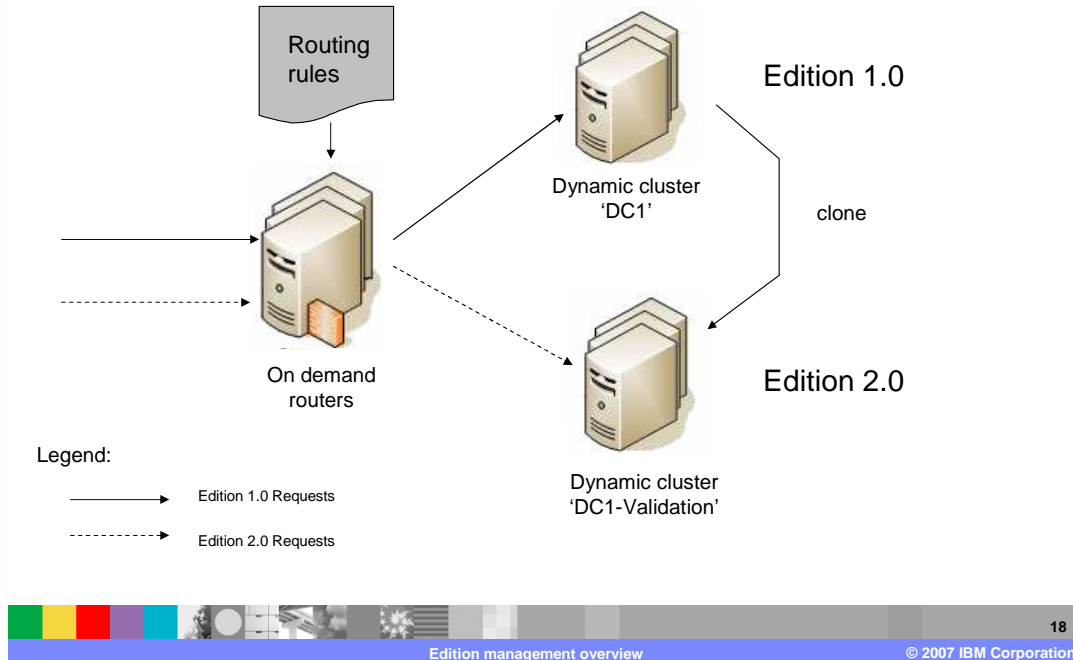 Routing
rules
Edition 1.0
Dynamic cluster
‘DC1’
clone
On demand
routers
Edition 2.0
Dynamic cluster
‘DC1-Validation’
Legend:
Edition 1.0 Requests
Edition 2.0 Requests
18
Edition management overview
© 2007 IBM Corporation